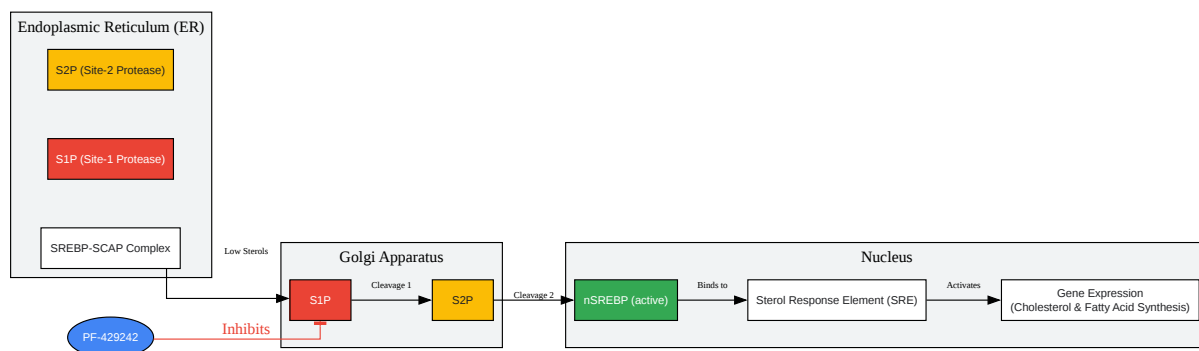 Endoplasmic Reticulum (ER)
S2P (Site-2 Protease)
S1P (Site-1 Protease)
SREBP-SCAP Complex
Low Sterols
Golgi Apparatus
S1P
Cleavage 1
S2P
Cleavage 2
Nucleus
nSREBP (active)
Binds to
Sterol Response Element (SRE)
Activates
Gene Expression
(Cholesterol & Fatty Acid Synthesis)
PF-429242
Inhibits